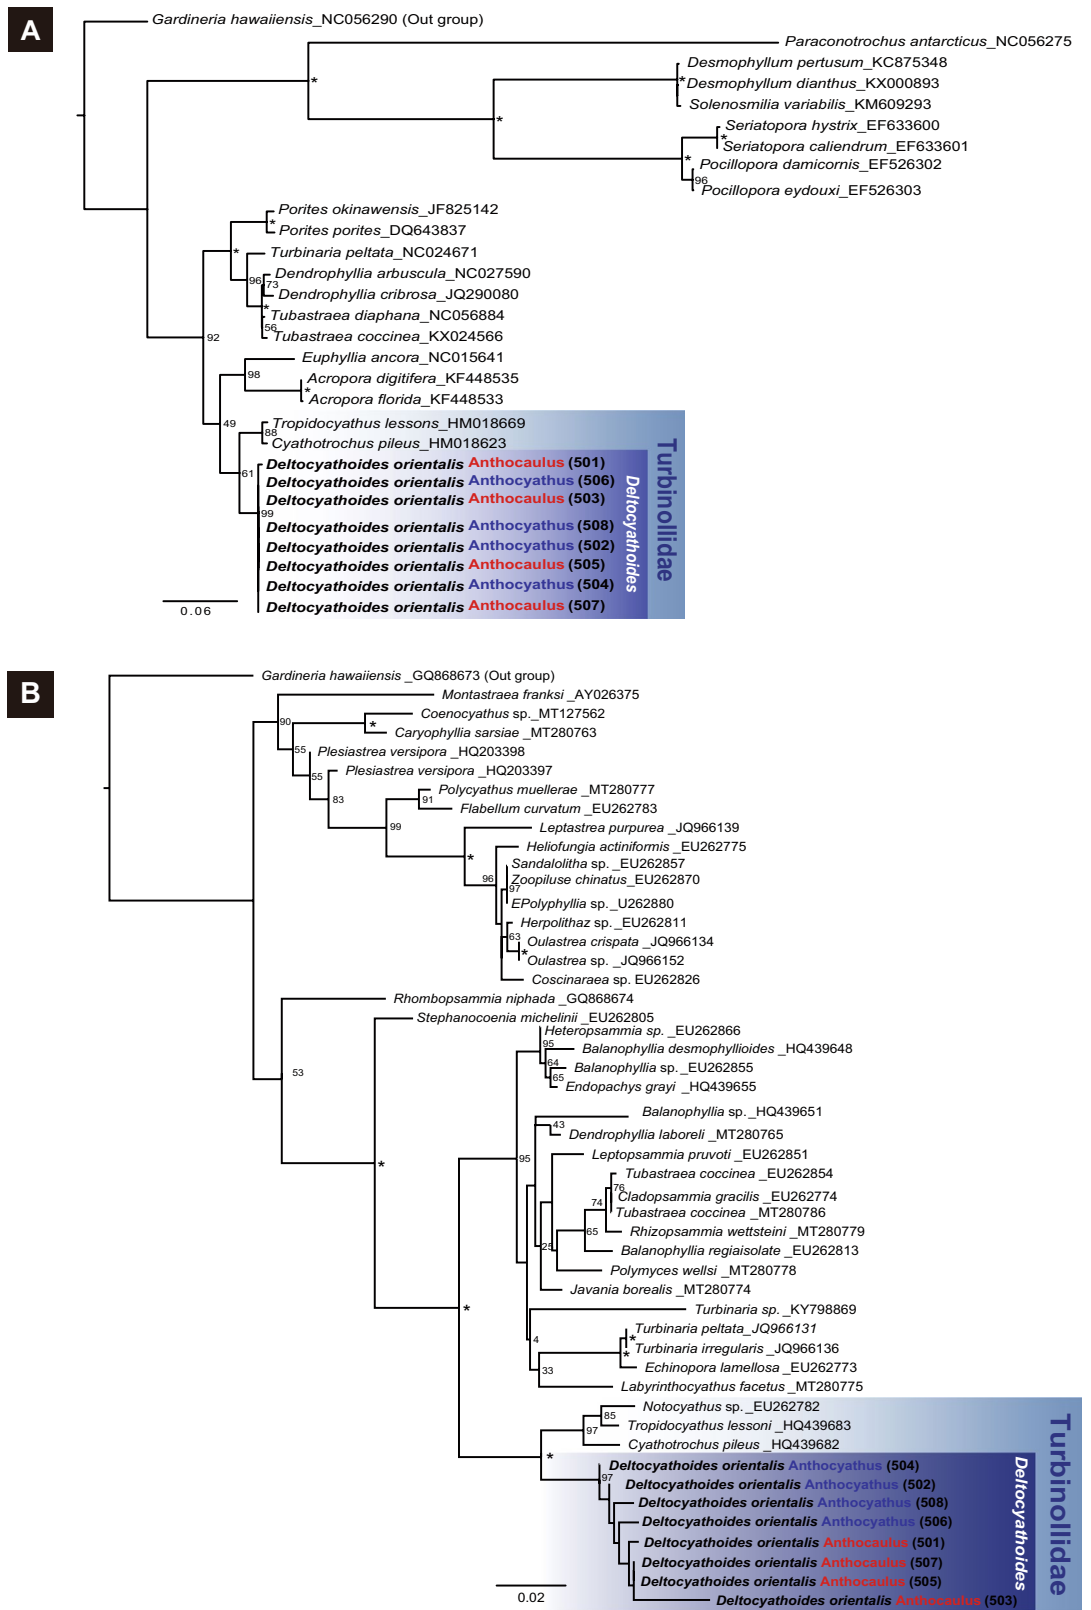 A
Gardineria hawaiiensis_NC056290 (Out group)
Paraconotrochus antarcticus_NC056275
Desmophyllum pertusum_KC875348
*
Desmophyllum dianthus_KX000893
*
Solenosmilia variabilis_KM609293
*
Seriatopora hystrix_EF633600
*
Seriatopora caliendrum_EF633601
*
Pocillopora damicornis_EF526302
96
Pocillopora eydouxi_EF526303
Porites okinawensis_JF825142
*
Porites porites_DQ643837
*
Turbinaria peltata_NC024671
Dendrophyllia arbuscula_NC027590
96
73
Dendrophyllia cribrosa_JQ290080
*
Tubastraea diaphana_NC056884
56
Tubastraea coccinea_KX024566
92
Euphyllia ancora_NC015641
98
Acropora digitifera_KF448535
*
Acropora florida_KF448533
49
Tropidocyathus lessons_HM018669
88
Cyathotrochus pileus_HM018623
61
Deltocyathoides orientalis Anthocaulus (501)
Deltocyathoides orientalis Anthocyathus (506)
Deltocyathoides orientalis Anthocaulus (503)
99
Deltocyathoides orientalis Anthocyathus (508)
Deltocyathoides orientalis Anthocyathus (502)
Deltocyathoides orientalis Anthocaulus (505)
Deltocyathoides orientalis Anthocyathus (504)
Deltocyathoides orientalis Anthocaulus (507)
Deltocyathoides
Turbinollidae
0.06
B
Gardineria hawaiiensis _GQ868673 (Out group)
Montastraea franksi _AY026375
90
Coenocyathus sp._MT127562
*
Caryophyllia sarsiae _MT280763
55
Plesiastrea versipora _HQ203398
55
Plesiastrea versipora _HQ203397
83
Polycyathus muellerae _MT280777
91
Flabellum curvatum _EU262783
99
Leptastrea purpurea _JQ966139
*
Heliofungia actiniformis _EU262775
Sandalolitha sp. _EU262857
96
Zoopiluse chinatus_EU262870
97
EPolyphyllia sp._U262880
Herpolithaz sp._EU262811
63
Oulastrea crispata _JQ966134
*
Oulastrea sp. _JQ966152
Coscinaraea sp. EU262826
Rhombopsammia niphada _GQ868674
53
Stephanocoenia michelinii _EU262805
*
Heteropsammia sp._EU262866
95
Balanophyllia desmophyllioides _HQ439648
64
Balanophyllia sp._EU262855
65
Endopachys grayi _HQ439655
Balanophyllia sp._HQ439651
43
Dendrophyllia laboreli _MT280765
95
Leptopsammia pruvoti _EU262851
Tubastraea coccinea _EU262854
76
Cladopsammia gracilis _EU262774
74
Tubastraea coccinea _MT280786
65
Rhizopsammia wettsteini _MT280779
25
Balanophyllia regiaisolate _EU262813
Polymyces wellsi _MT280778
Javania borealis _MT280774
*
Turbinaria sp._KY798869
4
Turbinaria peltata_JQ966131
*
Turbinaria irregularis _JQ966136
*
Echinopora lamellosa _EU262773
33
Labyrinthocyathus facetus _MT280775
Notocyathus sp._EU262782
85
Tropidocyathus lessoni _HQ439683
97
Cyathotrochus pileus _HQ439682
*
Deltocyathoides orientalis Anthocyathus (504)
97
Deltocyathoides orientalis Anthocyathus (502)
Deltocyathoides orientalis Anthocyathus (508)
Deltocyathoides orientalis Anthocyathus (506)
Deltocyathoides orientalis Anthocaulus (501)
Deltocyathoides orientalis Anthocaulus (507)
Deltocyathoides orientalis Anthocaulus (505)
Deltocyathoides orientalis Anthocaulus (503)
Deltocyathoides
Turbinollidae
0.02